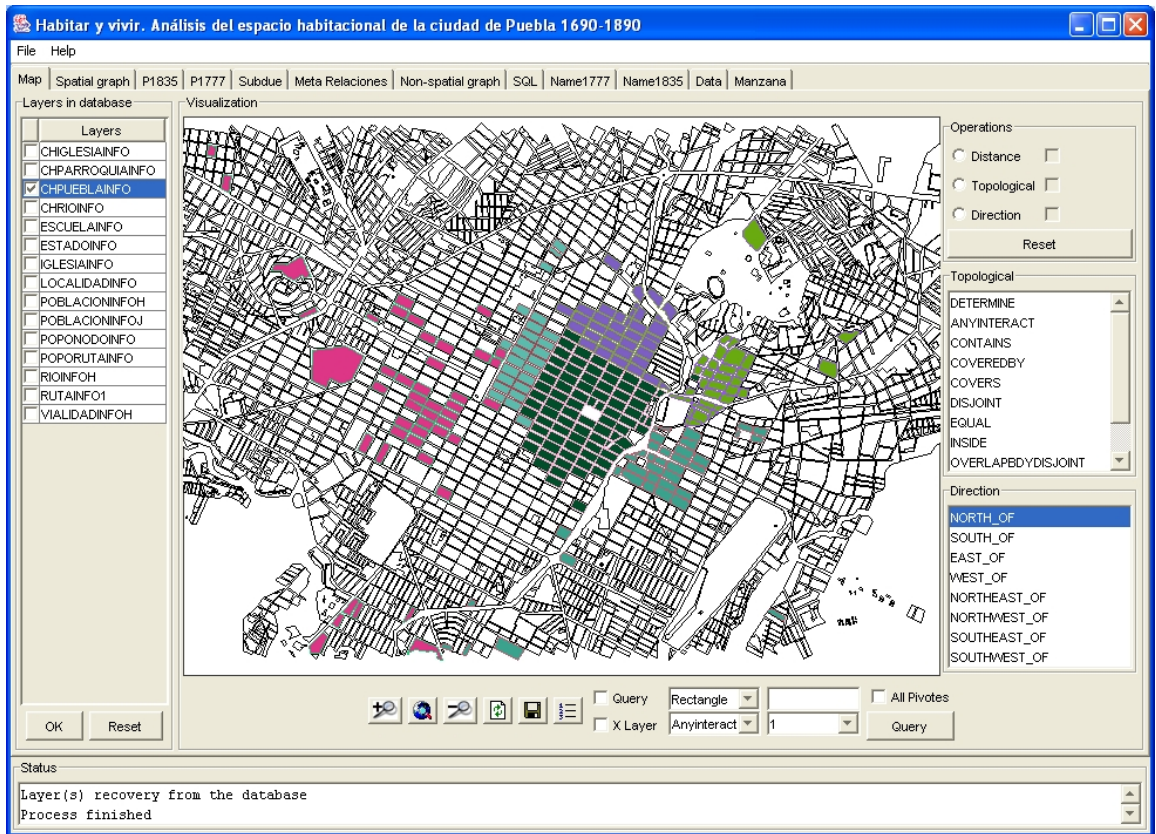 Habitar y vivir. Análisis del espacio habitacional de la ciudad de Puebla 1690-1890
File Help
Map Spatial graph P1835 P1777 Subdue Meta Relaciones Non-spatial graph SQL Name1777 Name1835 Data Manzana
Layers in database
Layers
CHIGLESIAINFO
CHPARROQUIAINFO
CHPUEBLAINFO
CHRIOINFO
ESCUELAINFO
ESTADOINFO
IGLESIAINFO
LOCALIDADINFO
POBLACIONINFOH
POBLACIONINFOJ
POPONODOINFO
POPORUTAINFO
RIOINFOH
RUTAINFO1
VIALIDADINFOH
OK Reset
Visualization
Operations
Distance
Topological
Direction
Reset
Topological
DETERMINE
ANYINTERACT
CONTAINS
COVEREDBY
COVERS
DISJOINT
EQUAL
INSIDE
OVERLAPBDYDISJOINT
Direction
NORTH_OF
SOUTH_OF
EAST_OF
WEST_OF
NORTHEAST_OF
NORTHWEST_OF
SOUTHEAST_OF
SOUTHWEST_OF
Query Rectangle All Pivotes
X Layer Anyinteract 1 Query
Status
Layer(s) recovery from the database
Process finished